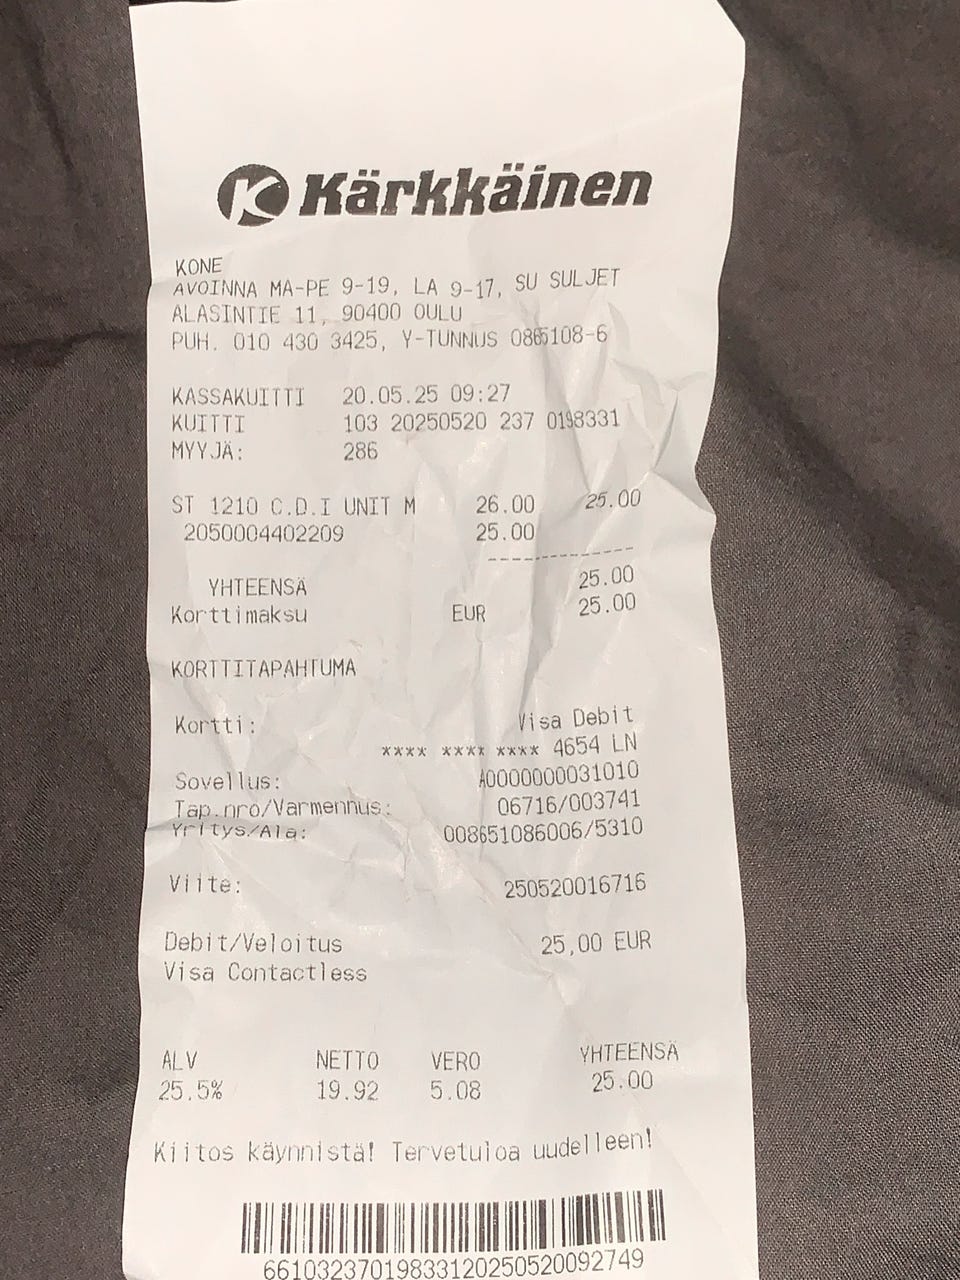 K Kärkkäinen
KONE
AVOINNA MA-PE 9-19, LA 9-17, SU SULJET
ALASINTIE 11, 90400 OULU
PUH. 010 430 3425, Y-TUNNUS 0865108-6
KASSAKUITTI 20.05.25 09:27
KUITTI 103 20250520 237 0198331
MYYJÄ: 286
ST 1210 C.D.I UNIT M 26.00 25.00
2050004402209 25.00
YHTEENSÄ 25.00
Korttimaksu EUR 25.00
KORTTITAPAHTUMA
Kortti: Visa Debit
**** **** **** 4654 LN
Sovellus: A0000000031010
Tap.nro/Varmennus: 06716/003741
Yritys/Ala: 008651086006/5310
Viite: 250520016716
Debit/Veloitus 25,00 EUR
Visa Contactless
ALV NETTO VERO YHTEENSÄ
25.5% 19.92 5.08 25.00
Kiitos käynnistä! Tervetuloa uudelleen!
66103237019833120250520092749